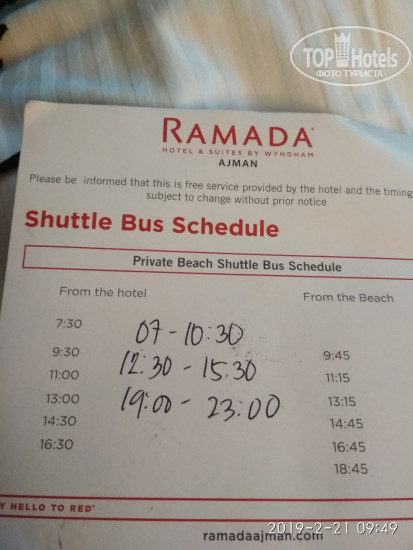 TOP Hotels
ФОТО ТУРИСТА
RAMADA
HOTEL & SUITES BY WYNDHAM
AJMAN
Please be informed that this is free service provided by the hotel and the timing
subject to change without prior notice
Shuttle Bus Schedule
Private Beach Shuttle Bus Schedule
From the hotel From the Beach
7:30 07 - 10:30
9:30 12:30 - 15:30 9:45
11:00 11:15
13:00 19:00 - 23:00 13:15
14:30 14:45
16:30 16:45
18:45
Y HELLO TO RED
ramadaajman.com
2019-2-21 09:49